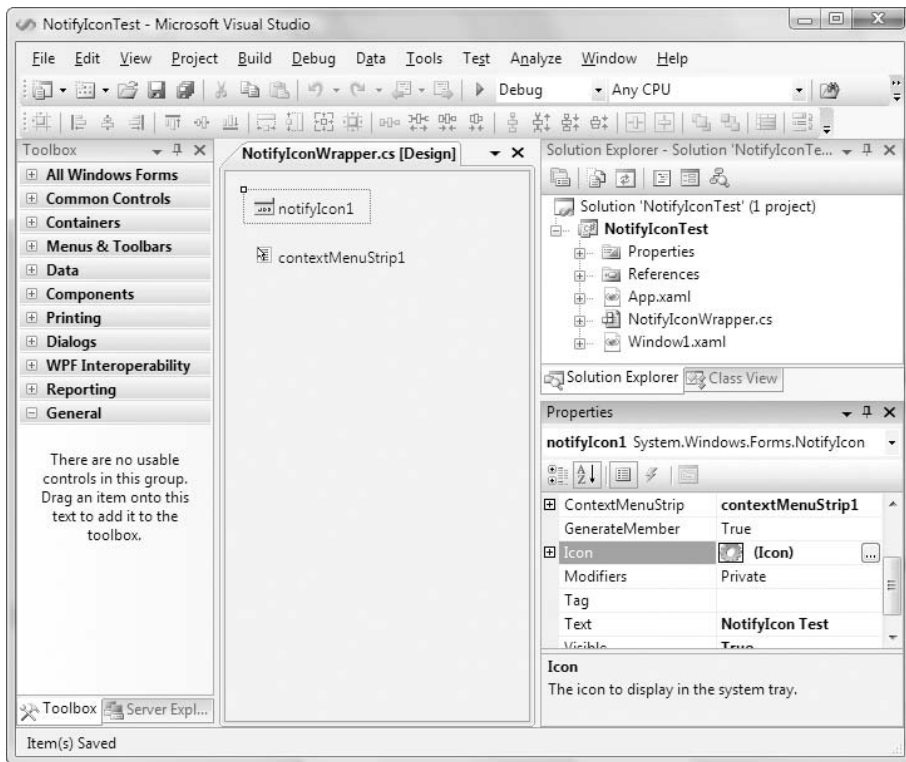 NotifyIconTest - Microsoft Visual Studio
File Edit View Project Build Debug Data Tools Test Analyze Window Help
Debug Any CPU
Toolbox
All Windows Forms
Common Controls
Containers
Menus & Toolbars
Data
Components
Printing
Dialogs
WPF Interoperability
Reporting
General
There are no usable
controls in this group.
Drag an item onto this
text to add it to the
toolbox.
Toolbox Server Expl...
NotifyIconWrapper.cs [Design]
notifyIcon1
contextMenuStrip1
Solution Explorer - Solution 'NotifyIconTe...
Solution 'NotifyIconTest' (1 project)
NotifyIconTest
Properties
References
App.xaml
NotifyIconWrapper.cs
Window1.xaml
Solution Explorer Class View
Properties
notifyIcon1 System.Windows.Forms.NotifyIcon
ContextMenuStrip contextMenuStrip1
GenerateMember True
Icon (Icon) ...
Modifiers Private
Tag
Text NotifyIcon Test
Visible True
Icon
The icon to display in the system tray.
Item(s) Saved